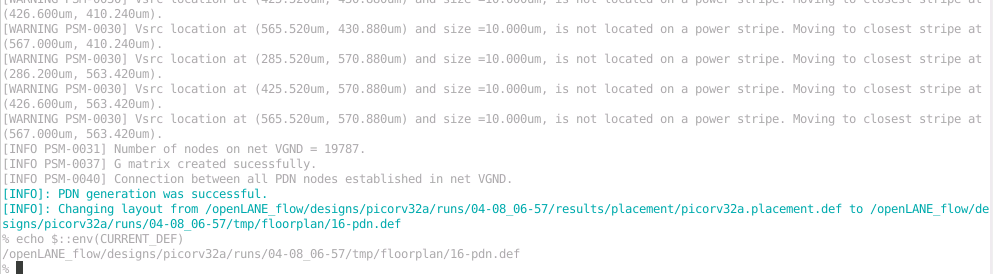 [WARNING PSM-0030] Vsrc location at (425.520um, 430.880um) and size =10.000um, is not located on a power stripe. Moving to closest stripe at
(426.600um, 410.240um).
[WARNING PSM-0030] Vsrc location at (565.520um, 430.880um) and size =10.000um, is not located on a power stripe. Moving to closest stripe at
(567.000um, 410.240um).
[WARNING PSM-0030] Vsrc location at (285.520um, 570.880um) and size =10.000um, is not located on a power stripe. Moving to closest stripe at
(286.200um, 563.420um).
[WARNING PSM-0030] Vsrc location at (425.520um, 570.880um) and size =10.000um, is not located on a power stripe. Moving to closest stripe at
(426.600um, 563.420um).
[WARNING PSM-0030] Vsrc location at (565.520um, 570.880um) and size =10.000um, is not located on a power stripe. Moving to closest stripe at
(567.000um, 563.420um).
[INFO PSM-0031] Number of nodes on net VGND = 19787.
[INFO PSM-0037] G matrix created sucessfully.
[INFO PSM-0040] Connection between all PDN nodes established in net VGND.
[INFO]: PDN generation was successful.
[INFO]: Changing layout from /openLANE_flow/designs/picorv32a/runs/04-08_06-57/results/placement/picorv32a.placement.def to /openLANE_flow/de
signs/picorv32a/runs/04-08_06-57/tmp/floorplan/16-pdn.def
% echo $::env(CURRENT_DEF)
/openLANE_flow/designs/picorv32a/runs/04-08_06-57/tmp/floorplan/16-pdn.def
%